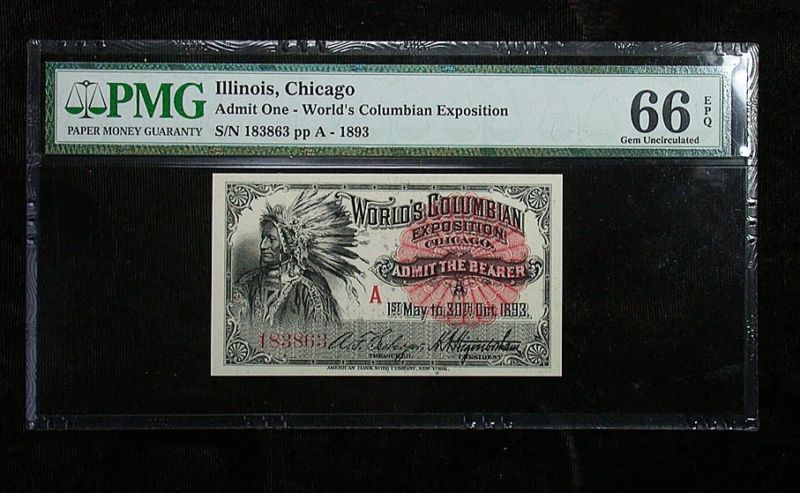 PMG
PAPER MONEY GUARANTY
Illinois, Chicago
Admit One - World's Columbian Exposition
S/N 183863 pp A - 1893
66 EPQ
Gem Uncirculated
WORLD'S COLUMBIAN
EXPOSITION
CHICAGO.
ADMIT THE BEARER
A
A
1ST May to 30TH Oct. 1893.
183863
TREASURER. PRESIDENT
AMERICAN BANK NOTE COMPANY, NEW YORK.